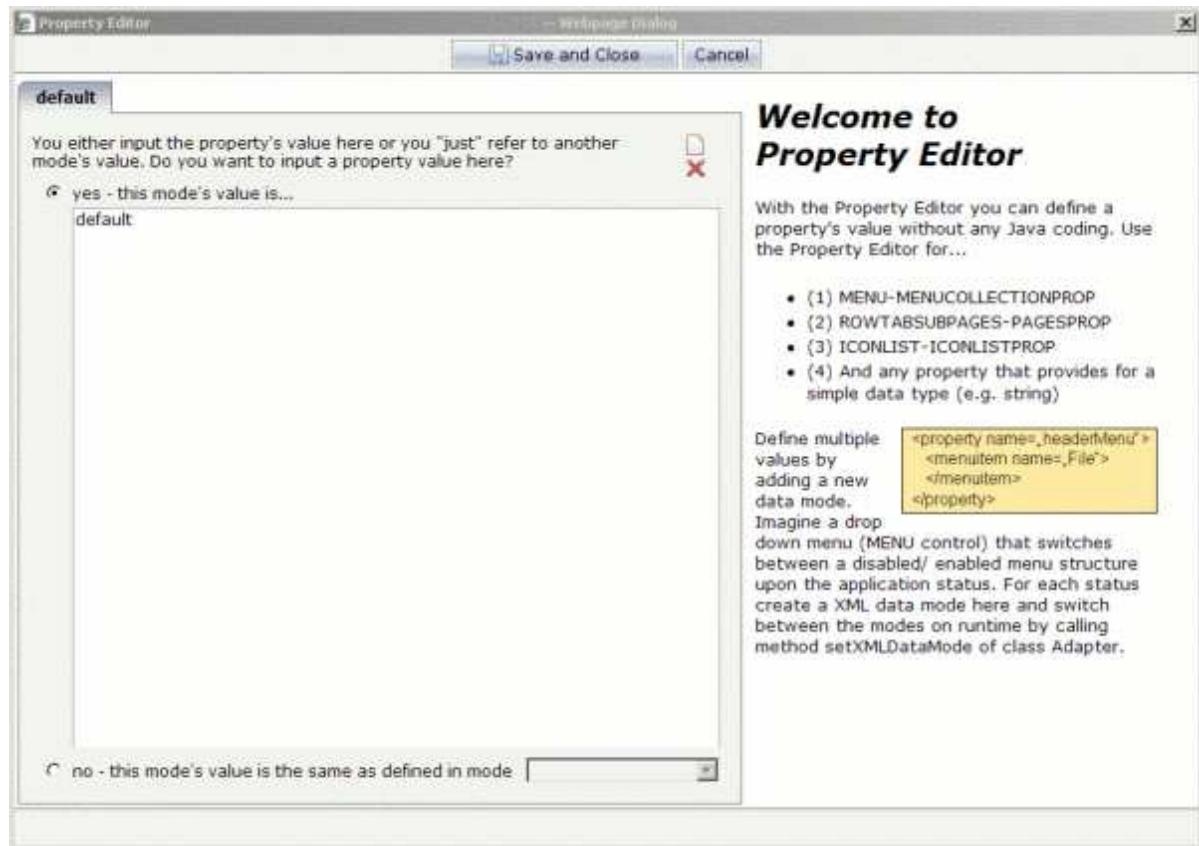 Property Editor -- Webpage Dialog
Save and Close Cancel
default
You either input the property's value here or you "just" refer to another
mode's value. Do you want to input a property value here?
yes - this mode's value is...
default
no - this mode's value is the same as defined in mode
Welcome to
Property Editor
With the Property Editor you can define a
property's value without any Java coding. Use
the Property Editor for...
• (1) MENU-MENUCOLLECTIONPROP
• (2) ROWTABSUBPAGES-PAGESPROP
• (3) ICONLIST-ICONLISTPROP
• (4) And any property that provides for a
simple data type (e.g. string)
Define multiple
values by
adding a new
data mode.
Imagine a drop
<property name=„headerMenu“>
<menuitem name=„File“>
</menuitem>
</property>
down menu (MENU control) that switches
between a disabled/ enabled menu structure
upon the application status. For each status
create a XML data mode here and switch
between the modes on runtime by calling
method setXMLDataMode of class Adapter.